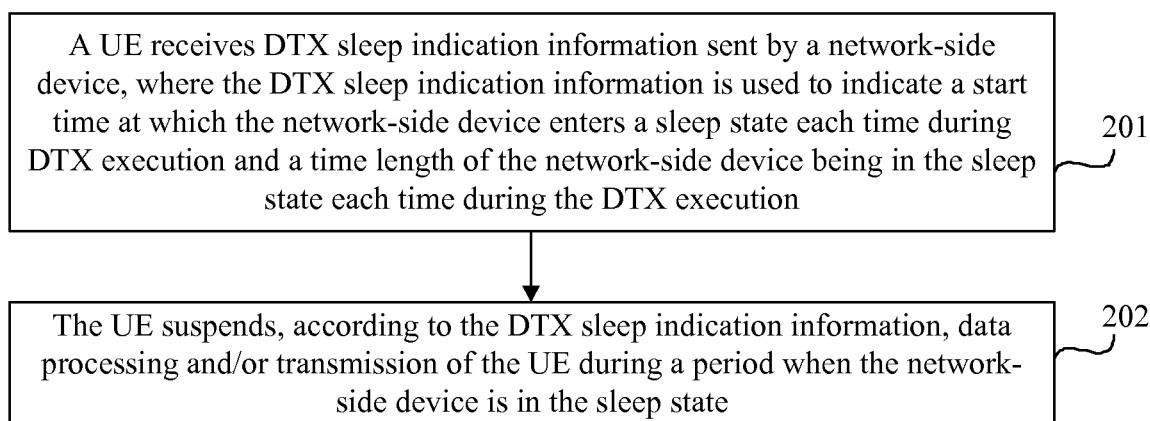 A UE receives DTX sleep indication information sent by a network-side
device, where the DTX sleep indication information is used to indicate a start
time at which the network-side device enters a sleep state each time during
DTX execution and a time length of the network-side device being in the sleep
state each time during the DTX execution
201
The UE suspends, according to the DTX sleep indication information, data
processing and/or transmission of the UE during a period when the network-
side device is in the sleep state
202